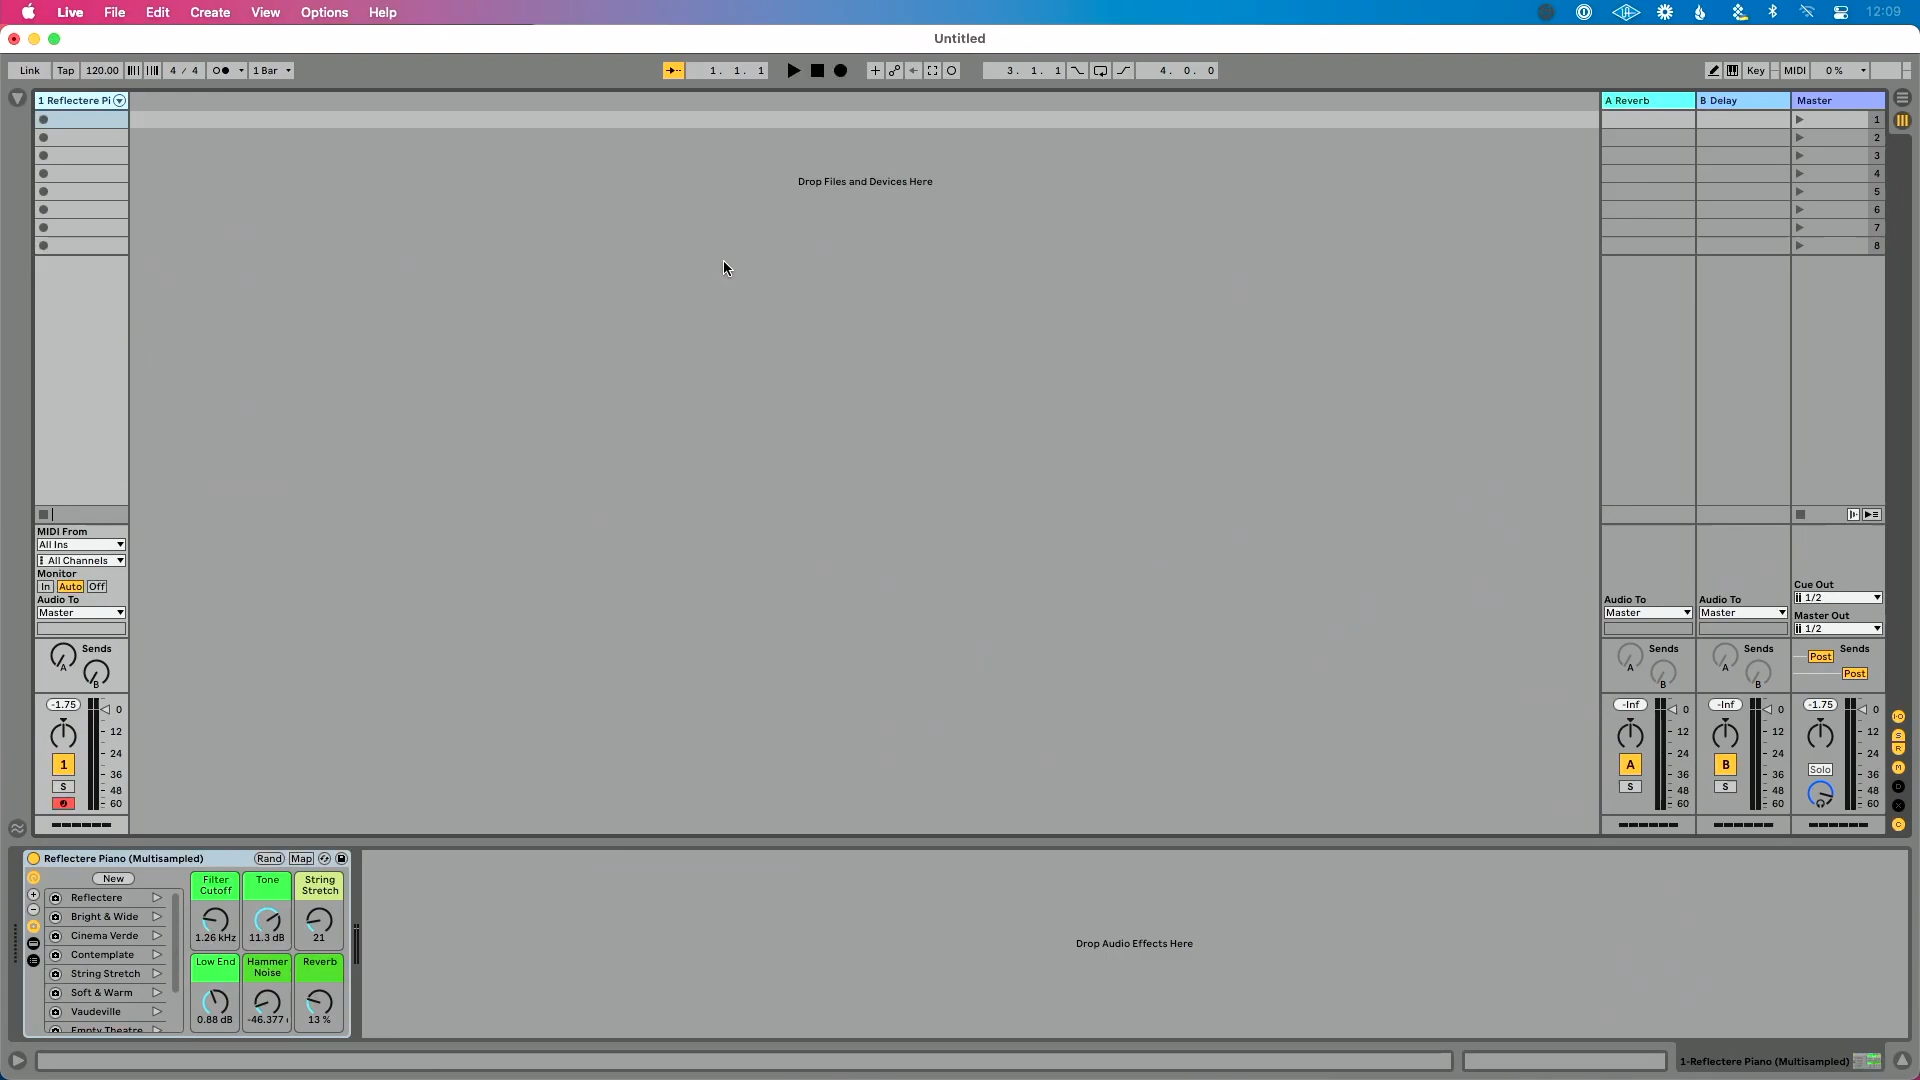 Live File Edit Create View Options Help 12:09
Untitled
Link Tap 120.00 4 / 4 1 Bar 1. 1. 1 3. 1. 1 4. 0. 0 Key MIDI 0 %
1 Reflectere Pi A Reverb B Delay Master
1
2
3
4
5
6
7
8
Drop Files and Devices Here
MIDI From
All Ins
All Channels
Monitor
In Auto Off
Audio To
Master
Sends
A
B
-1.75
0
12
24
36
48
60
1
S
Audio To
Master
Sends
A
B
-Inf
0
12
24
36
48
60
A
S
Audio To
Master
Sends
A
B
-Inf
0
12
24
36
48
60
B
S
Cue Out
1/2
Master Out
1/2
Sends
Post
Post
-1.75
0
12
24
36
48
60
Solo
I·O
S
R
M
D
X
C
Reflectere Piano (Multisampled) Rand Map
New
Reflectere
Bright & Wide
Cinema Verde
Contemplate
String Stretch
Soft & Warm
Vaudeville
Empty Theatre
Filter Cutoff
1.26 kHz
Tone
11.3 dB
String Stretch
21
Low End
0.88 dB
Hammer Noise
-46.377
Reverb
13 %
Drop Audio Effects Here
1-Reflectere Piano (Multisampled)